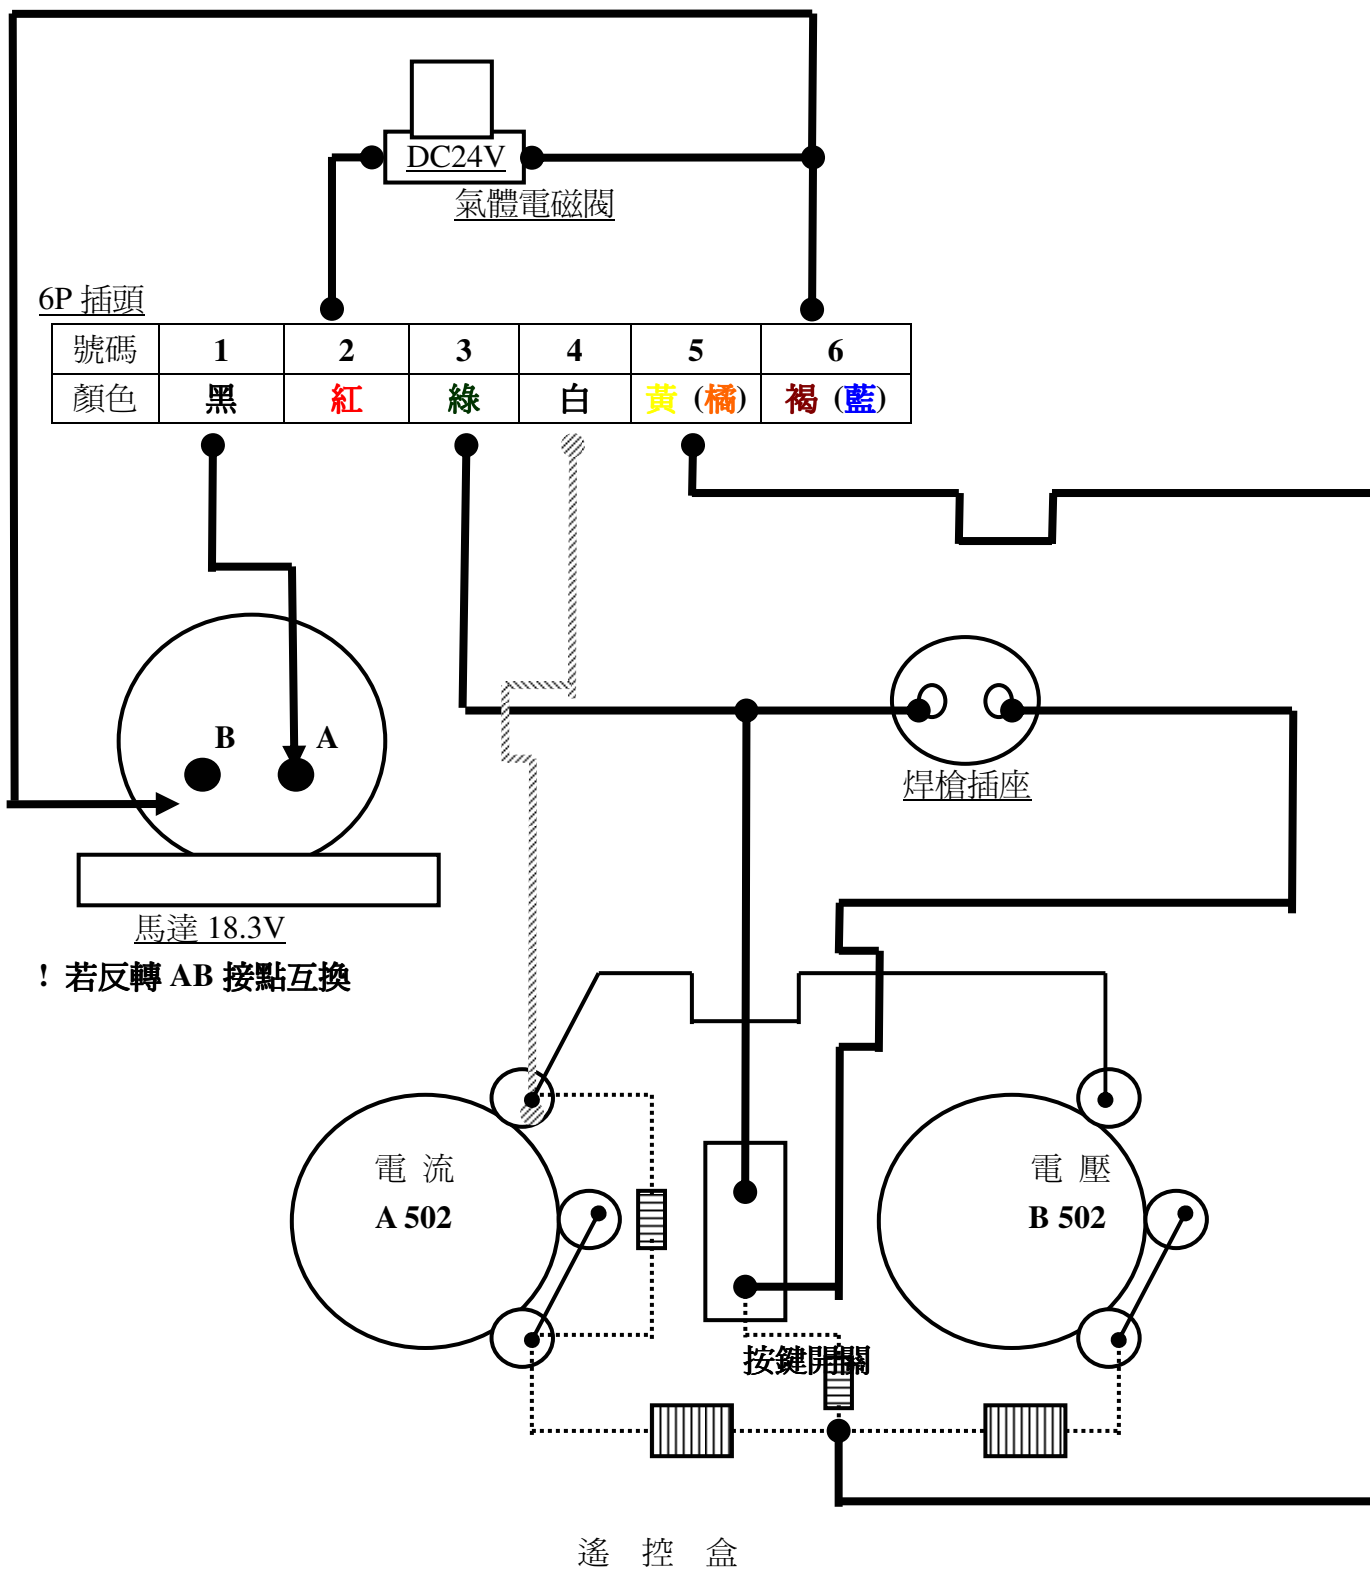 DC24V
氣體電磁閥
6P 插頭
號碼 1 2 3 4 5 6
顏色 黑 紅 綠 白 黃 (橘) 褐 (藍)
B A
焊槍插座
馬達 18.3V
! 若反轉 AB 接點互換
電 流 電 壓
A 502 B 502
按鍵開關
遙 控 盒